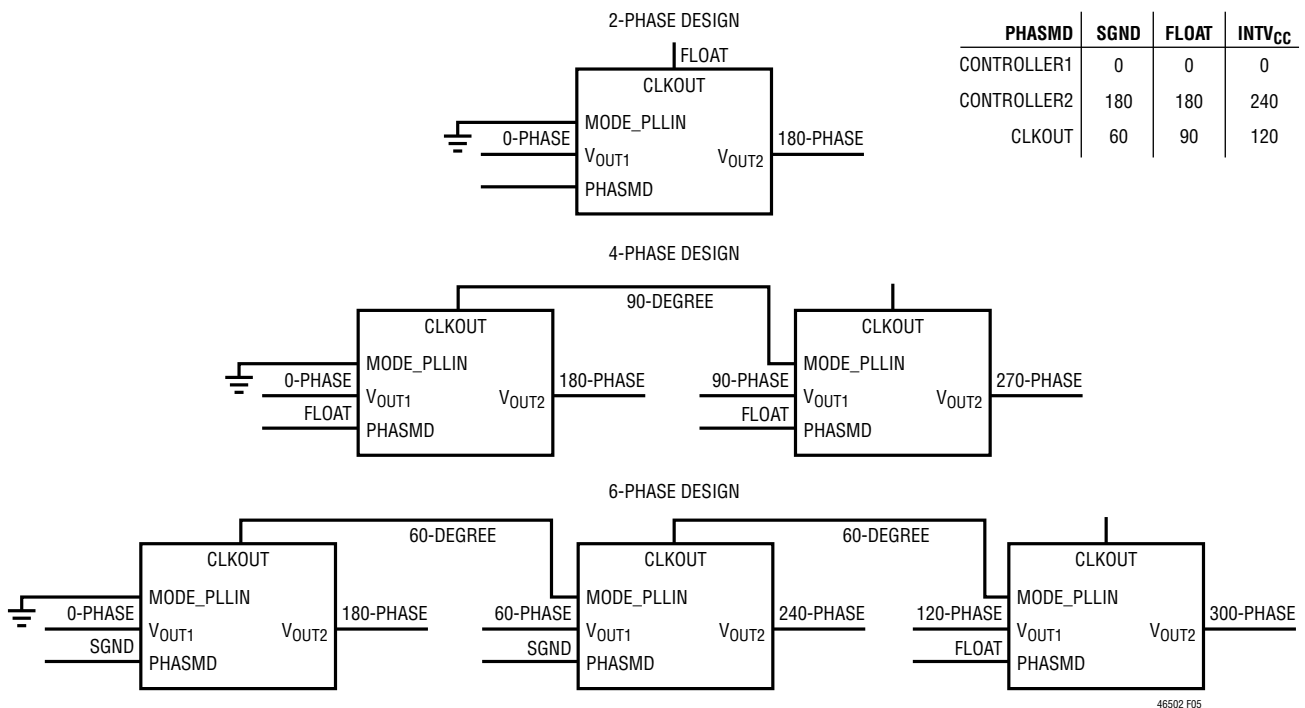 2-PHASE DESIGN
FLOAT
CLKOUT
MODE_PLLIN
0-PHASE
VOUT1
VOUT2
180-PHASE
PHASMD
PHASMD SGND FLOAT INTVCC
CONTROLLER1 0 0 0
CONTROLLER2 180 180 240
CLKOUT 60 90 120
4-PHASE DESIGN
90-DEGREE
CLKOUT
MODE_PLLIN
0-PHASE
VOUT1
VOUT2
180-PHASE
FLOAT
PHASMD
CLKOUT
MODE_PLLIN
90-PHASE
VOUT1
VOUT2
270-PHASE
FLOAT
PHASMD
6-PHASE DESIGN
60-DEGREE
60-DEGREE
CLKOUT
MODE_PLLIN
0-PHASE
VOUT1
VOUT2
180-PHASE
SGND
PHASMD
CLKOUT
MODE_PLLIN
60-PHASE
VOUT1
VOUT2
240-PHASE
SGND
PHASMD
CLKOUT
MODE_PLLIN
120-PHASE
VOUT1
VOUT2
300-PHASE
FLOAT
PHASMD
46502 F05